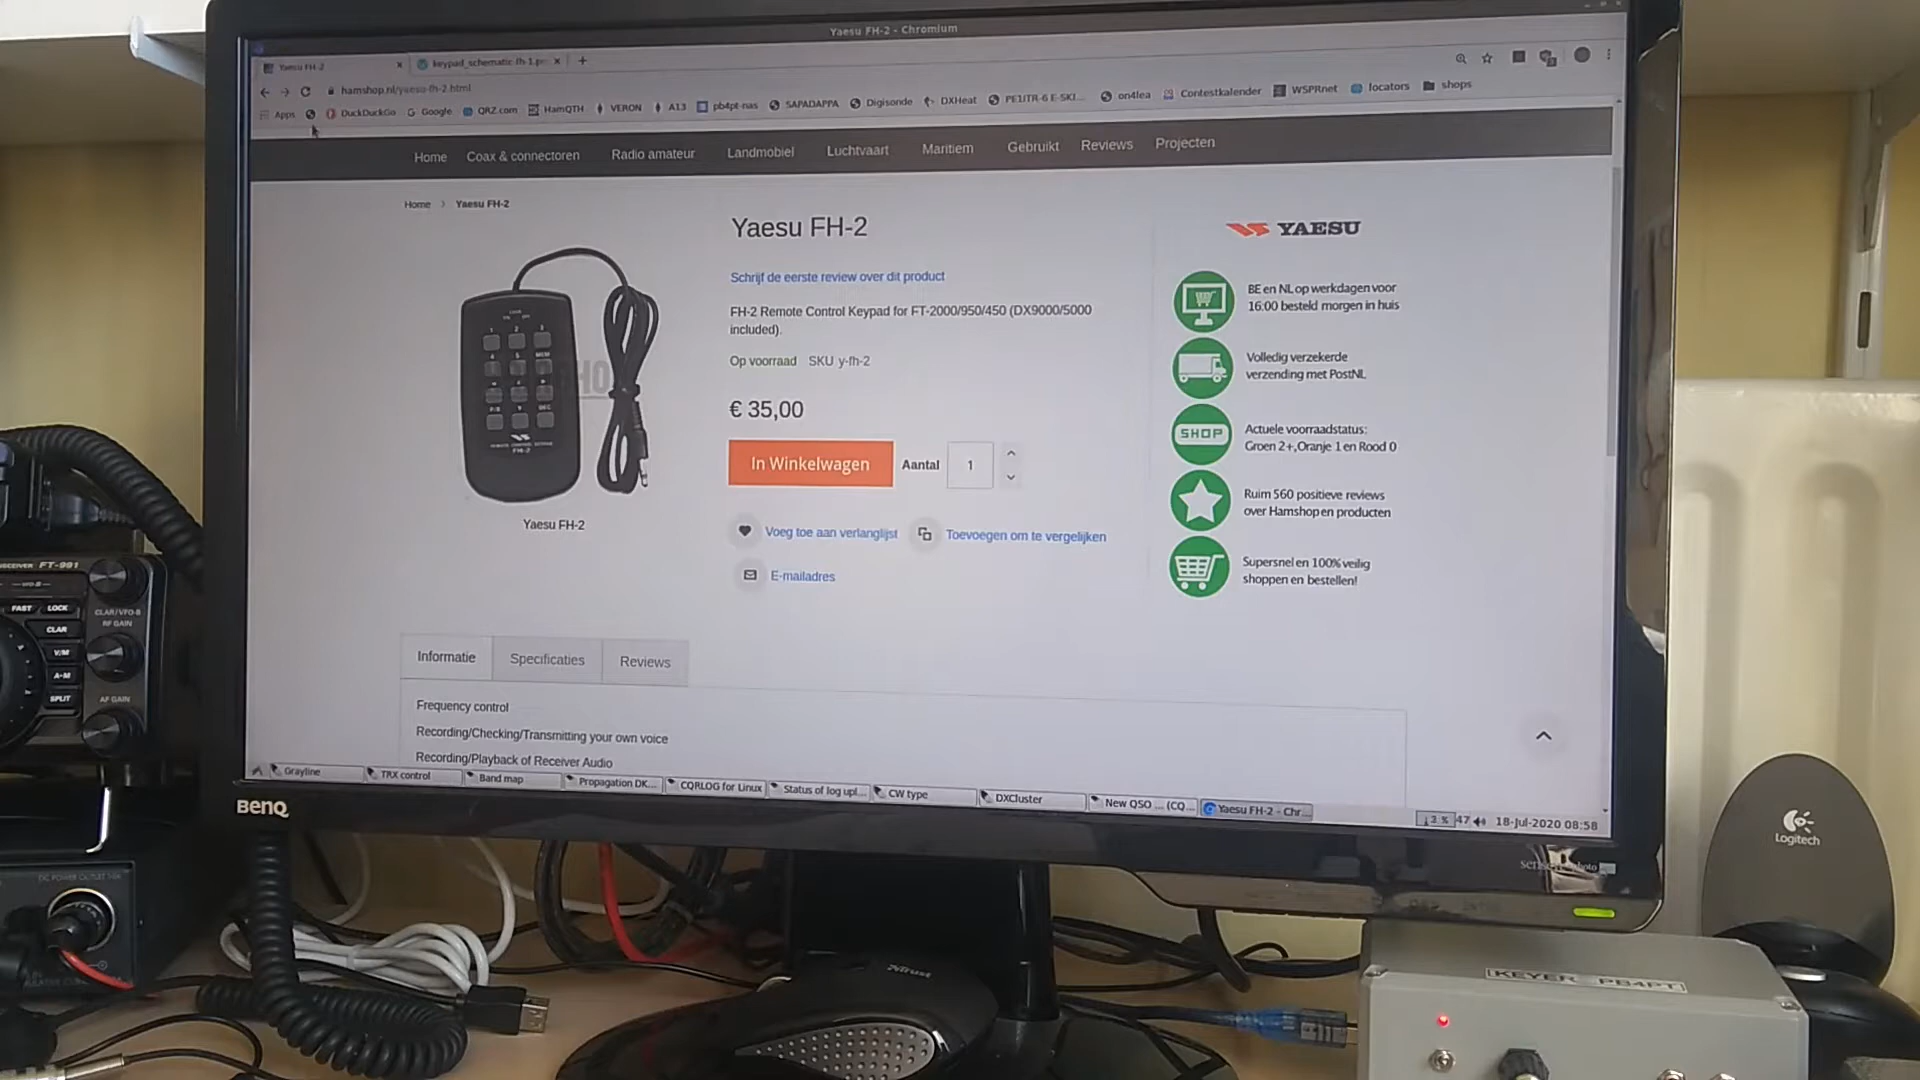 Yaesu FH-2 - Chromium
Yaesu FH-2
keypad_schematic-fh-1.p
hamshop.nl/yaesu-fh-2.html
Apps
DuckDuckGo
Google
QRZ.com
HamQTH
VERON
A13
pb4pt-nas
SAPADAPPA
Digisonde
DXHeat
PE1ITR-6 E-SKI...
on4lea
Contestkalender
WSPRnet
locators
shops
Home
Coax & connectoren
Radio amateur
Landmobiel
Luchtvaart
Maritiem
Gebruikt
Reviews
Projecten
Home > Yaesu FH-2
Yaesu FH-2
Schrijf de eerste review over dit product
FH-2 Remote Control Keypad for FT-2000/950/450 (DX9000/5000
included).
Op voorraad SKU y-fh-2
€ 35,00
In Winkelwagen
Aantal
1
Voeg toe aan verlanglijst
Toevoegen om te vergelijken
E-mailadres
Yaesu FH-2
YAESU
BE en NL op werkdagen voor
16:00 besteld morgen in huis
Volledig verzekerde
verzending met PostNL
SHOP
Actuele voorraadstatus:
Groen 2+,Oranje 1 en Rood 0
Ruim 560 positieve reviews
over Hamshop en producten
Supersnel en 100% veilig
shoppen en bestellen!
Informatie
Specificaties
Reviews
Frequency control
Recording/Checking/Transmitting your own voice
Recording/Playback of Receiver Audio
Grayline
TRX control
Band map
Propagation DK...
CQRLOG for Linux
Status of log upl...
CW type
DXCluster
New QSO ... (CQ...
Yaesu FH-2 - Chr...
3 %
47
18-Jul-2020 08:58
BenQ
Logitech
Trust
KEYER PB4PT
FT-991
FAST
LOCK
CLAR
V/M
A▸M
SPLIT
CLAR/VFO-B
RF GAIN
AF GAIN